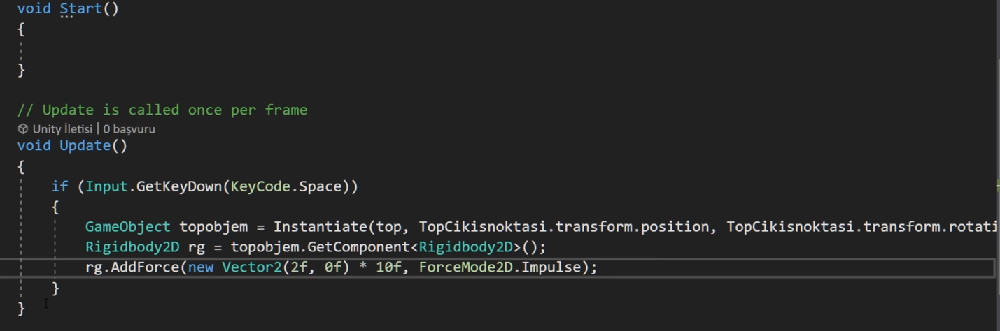 void Start()
{
}
// Update is called once per frame
Unity İletisi | 0 başvuru
void Update()
{
if (Input.GetKeyDown(KeyCode.Space))
{
GameObject topobjem = Instantiate(top, TopCikisnoktasi.transform.position, TopCikisnoktasi.transform.rotati
Rigidbody2D rg = topobjem.GetComponent<Rigidbody2D>();
rg.AddForce(new Vector2(2f, 0f) * 10f, ForceMode2D.Impulse);
}
}